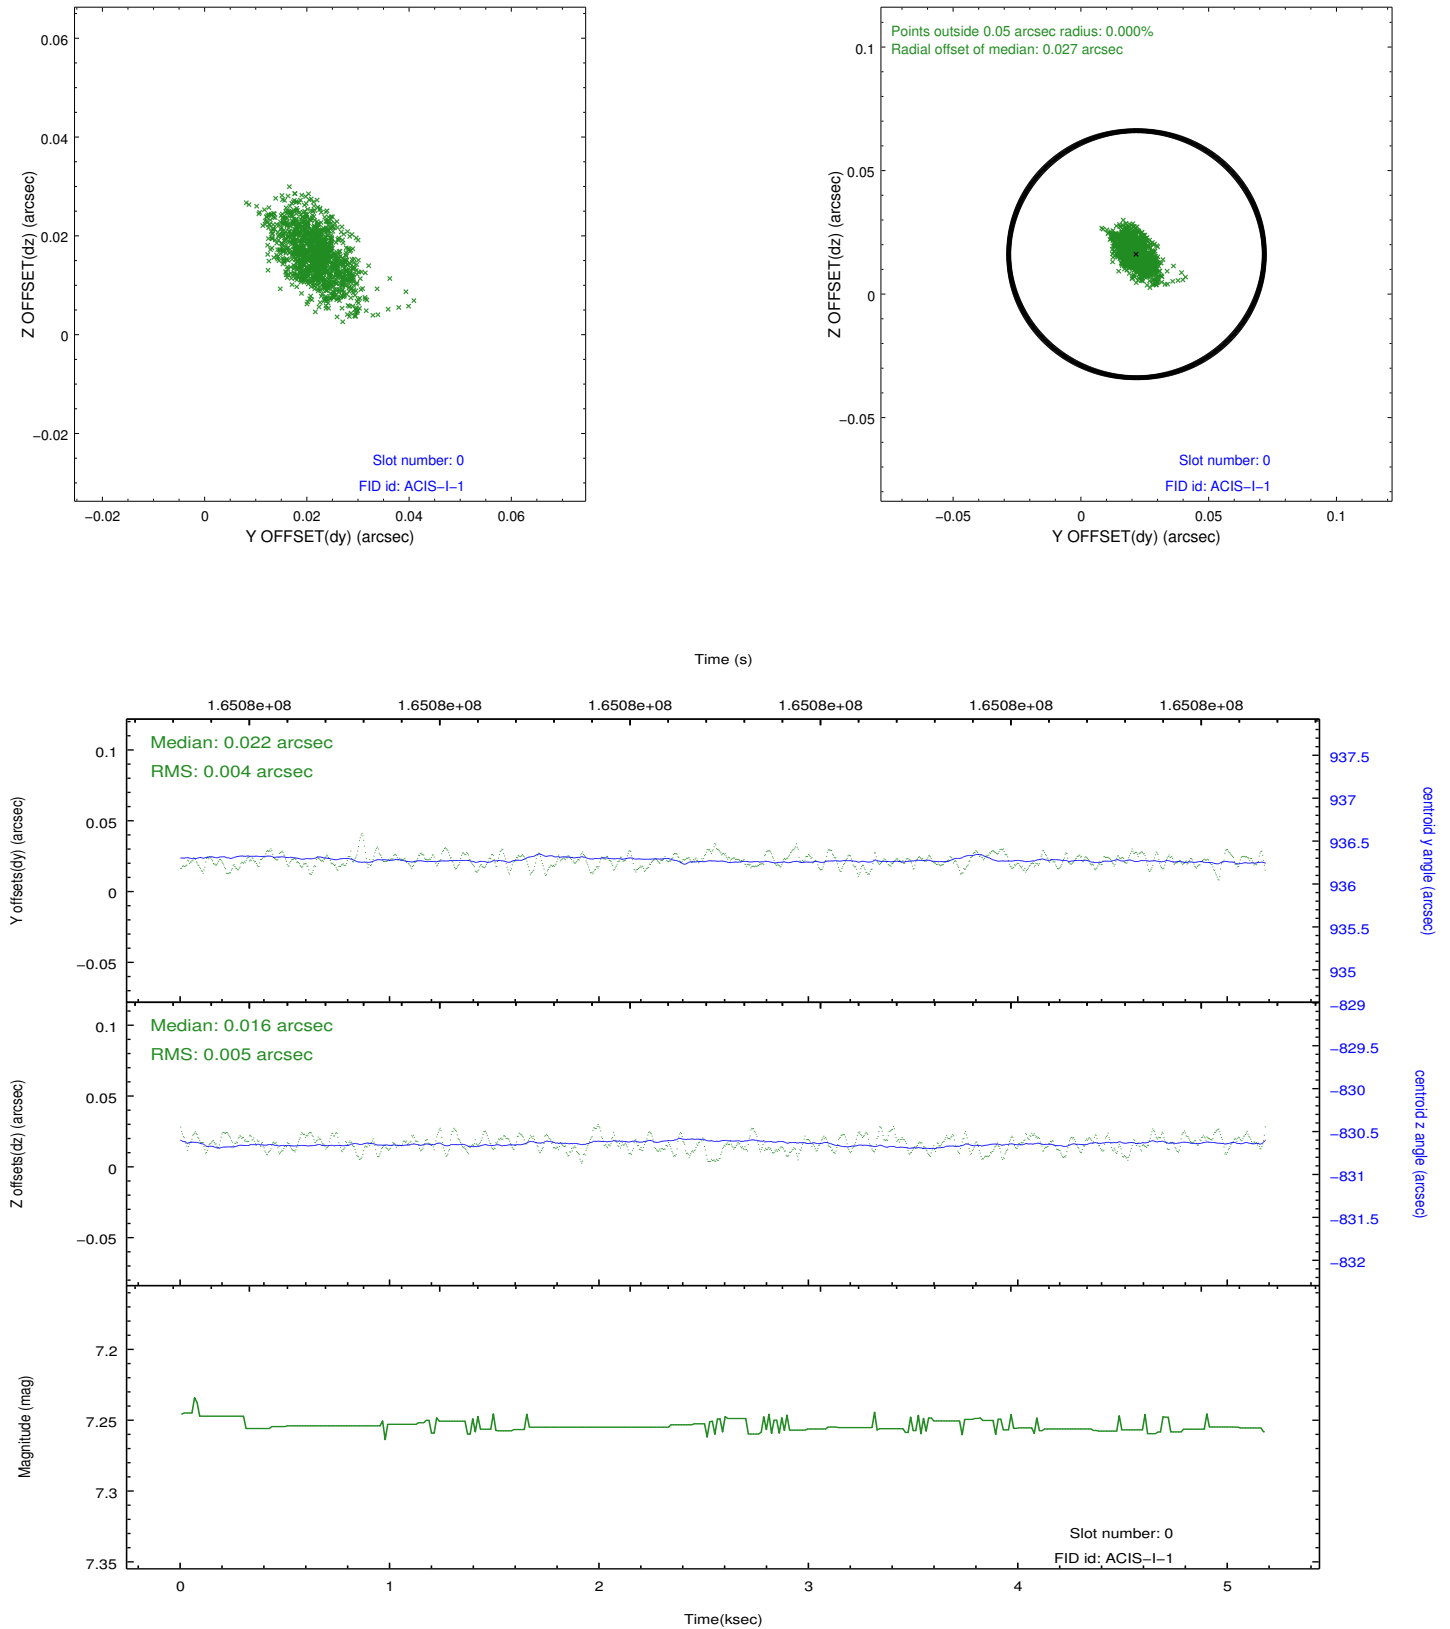 0.06
0.04
0.02
0
−0.02
Z OFFSET(dz) (arcsec)
Slot number: 0
FID id: ACIS−I−1
−0.02
0
0.02
0.04
0.06
Y OFFSET(dy) (arcsec)
Points outside 0.05 arcsec radius: 0.000%
Radial offset of median: 0.027 arcsec
0.1
0.05
0
−0.05
Z OFFSET(dz) (arcsec)
Slot number: 0
FID id: ACIS−I−1
−0.05
0
0.05
0.1
Y OFFSET(dy) (arcsec)
Time (s)
1.6508e+08
1.6508e+08
1.6508e+08
1.6508e+08
1.6508e+08
1.6508e+08
Median: 0.022 arcsec
RMS: 0.004 arcsec
0.1
0.05
0
−0.05
Y offsets(dy) (arcsec)
937.5
937
936.5
936
935.5
935
centroid y angle (arcsec)
Median: 0.016 arcsec
RMS: 0.005 arcsec
0.1
0.05
0
−0.05
Z offsets(dz) (arcsec)
−829
−829.5
−830
−830.5
−831
−831.5
−832
centroid z angle (arcsec)
7.2
7.25
7.3
7.35
Magnitude (mag)
Slot number: 0
FID id: ACIS−I−1
0
1
2
3
4
5
Time(ksec)